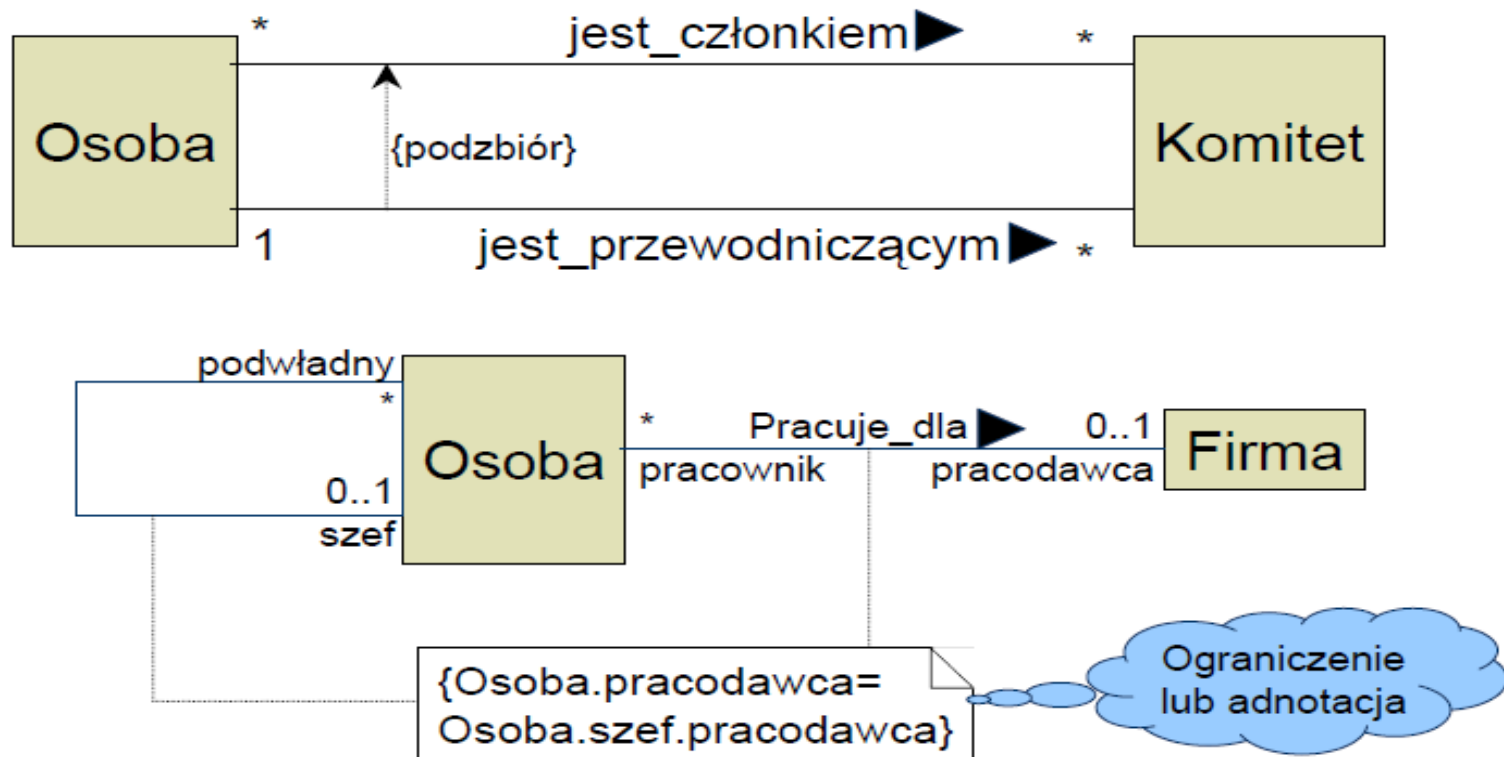 * jest_członkiem *
Osoba
{podzbiór}
Komitet
1 jest_przewodniczącym *
podwładny
*
Osoba
0..1
szef
* Pracuje_dla 0..1
pracownik pracodawca
Firma
{Osoba.pracodawca=
Osoba.szef.pracodawca}
Ograniczenie
lub adnotacja